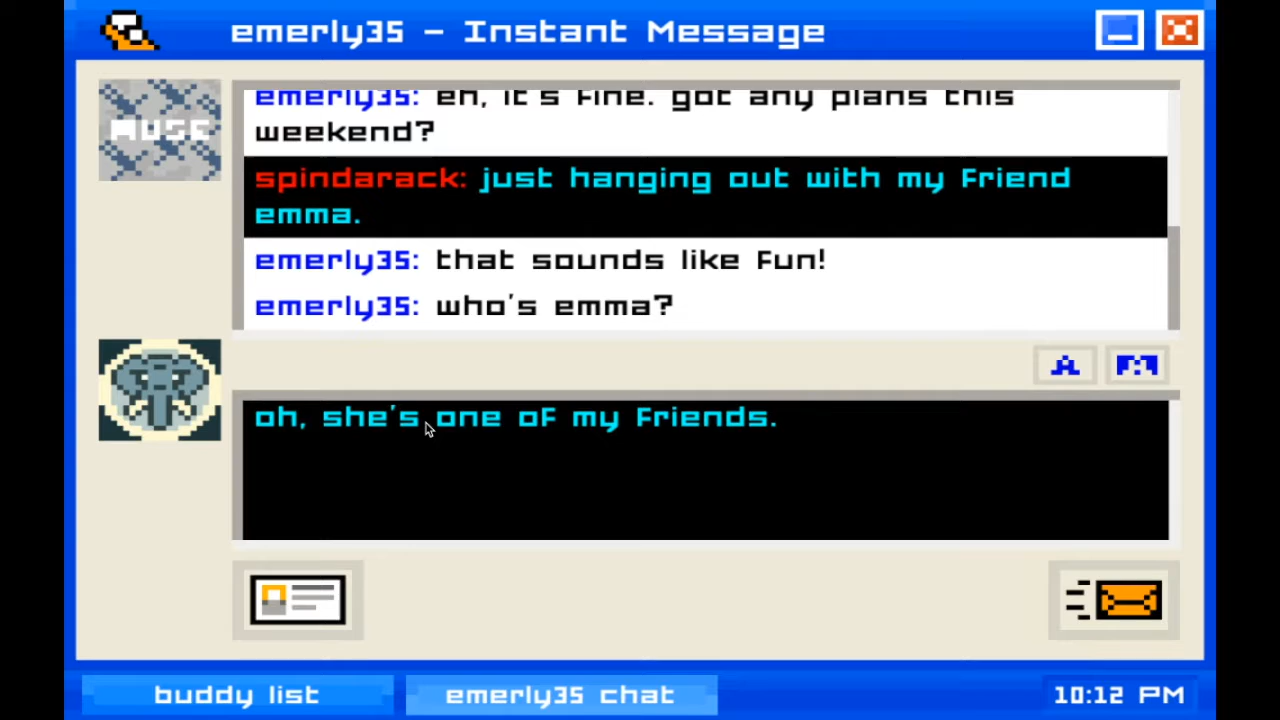 emerly35 - Instant Message
MUSE
emerly35: eh, it's fine. got any plans this
weekend?
spindarack: just hanging out with my friend
emma.
emerly35: that sounds like fun!
emerly35: who's emma?
A
oh, she's one of my friends.
buddy list
emerly35 chat
10:12 PM